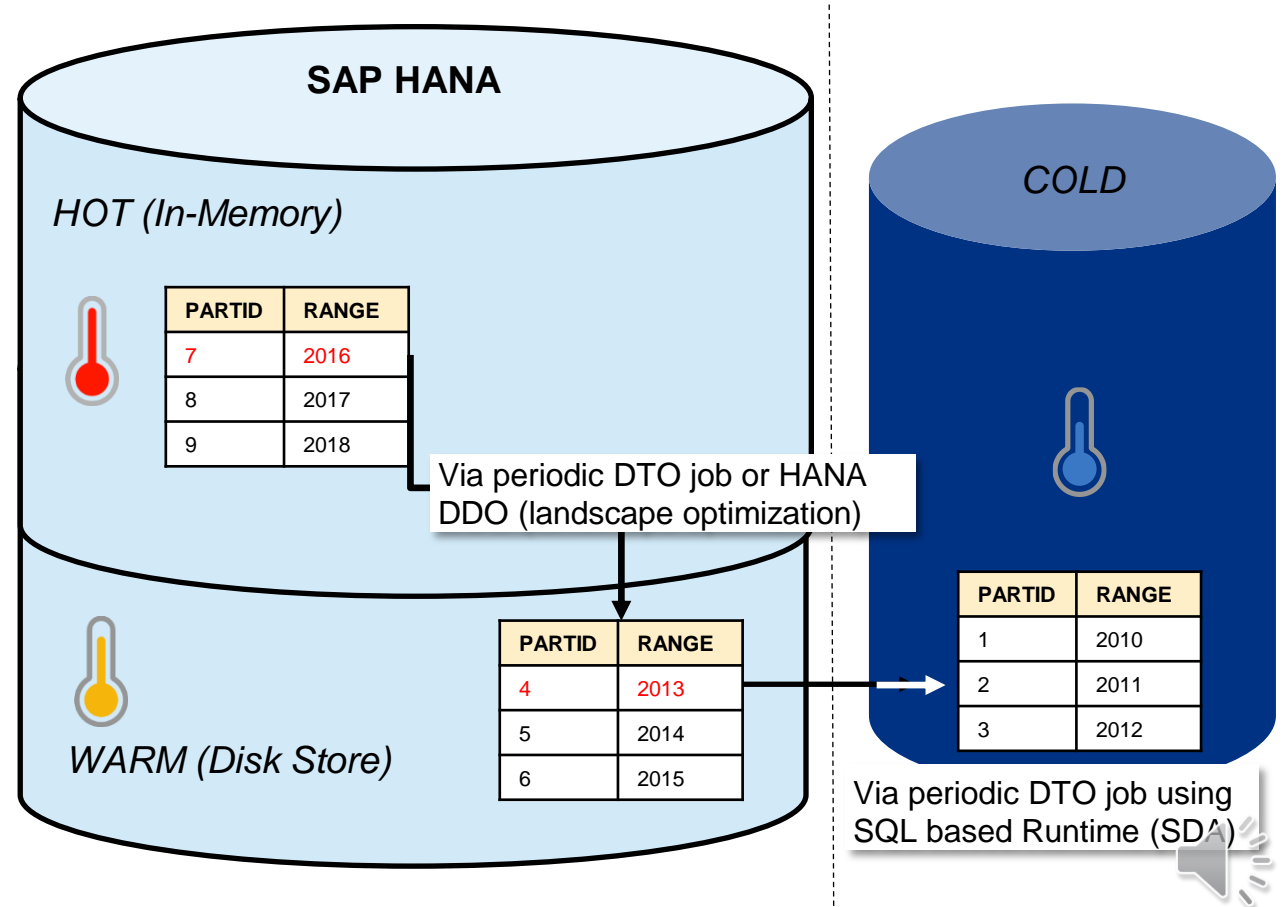 SAP HANA
HOT (In-Memory)
PARTID RANGE
7 2016
8 2017
9 2018
Via periodic DTO job or HANA
DDO (landscape optimization)
WARM (Disk Store)
PARTID RANGE
4 2013
5 2014
6 2015
COLD
PARTID RANGE
1 2010
2 2011
3 2012
Via periodic DTO job using
SQL based Runtime (SDA)